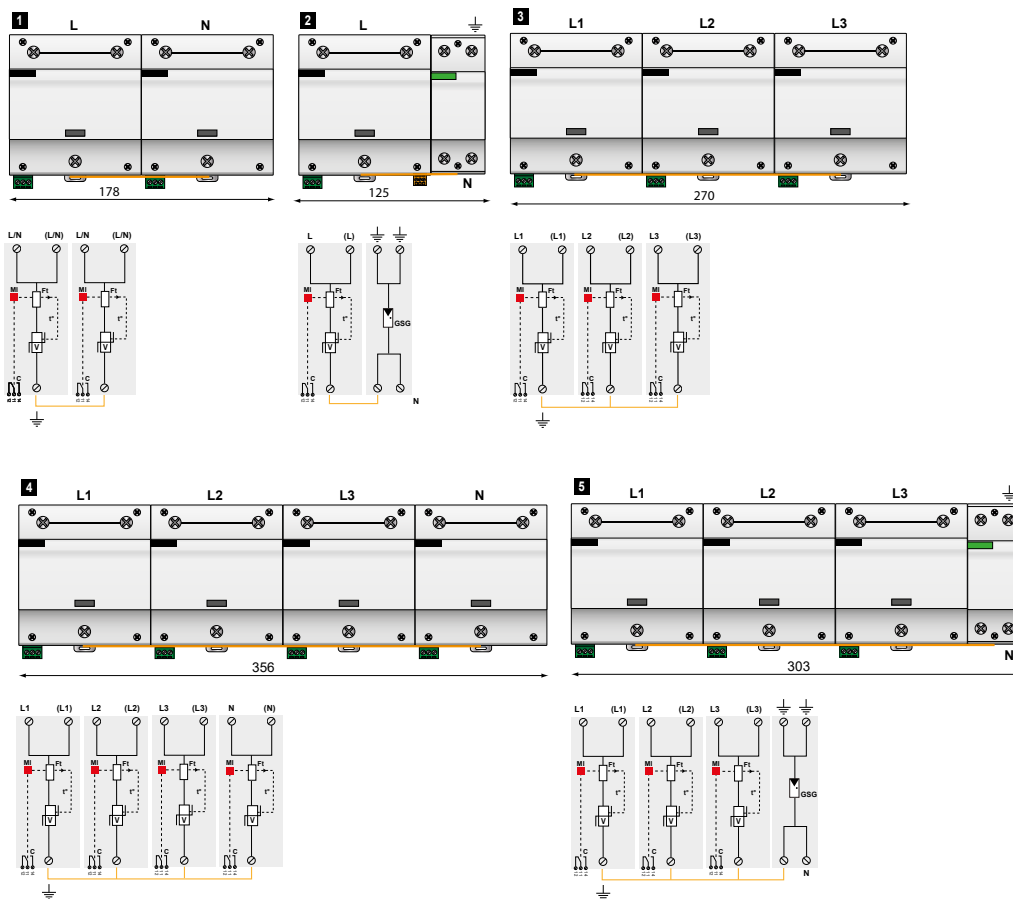 1
L N
178
L/N (L/N) L/N (L/N)
MI Ft MI Ft
t° t°
V V
C C
2
L
N
125
L (L)
MI Ft
t°
V
GSG
C
N
3
L1 L2 L3
270
L1 (L1) L2 (L2) L3 (L3)
MI Ft MI Ft MI Ft
t° t° t°
V V V
C C C
4
L1 L2 L3 N
356
L1 (L1) L2 (L2) L3 (L3) N (N)
MI Ft MI Ft MI Ft MI Ft
t° t° t° t°
V V V V
C C C C
5
L1 L2 L3
N
303
L1 (L1) L2 (L2) L3 (L3)
MI Ft MI Ft MI Ft
t° t° t°
V V V
GSG
C C C
N